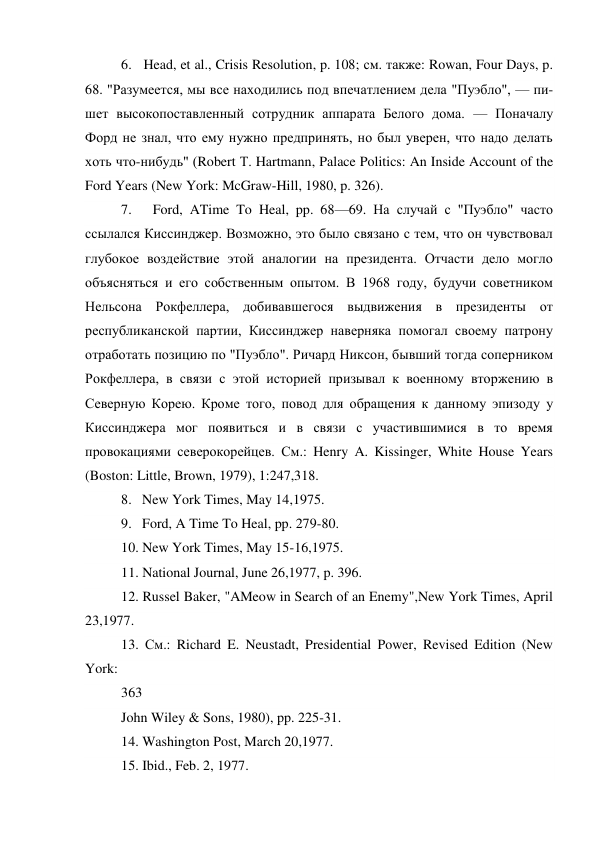 6. Head, et al., Crisis Resolution, p. 108; см. также: Rowan, Four Days, p.
68. "Разумеется, мы все находились под впечатлением дела "Пуэбло", — пи-
шет высокопоставленный сотрудник аппарата Белого дома. — Поначалу
Форд не знал, что ему нужно предпринять, но был уверен, что надо делать
хоть что-нибудь" (Robert T. Hartmann, Palace Politics: An Inside Account of the
Ford Years (New York: McGraw-Hill, 1980, p. 326).
7. Ford, ATime To Heal, pp. 68—69. На случай с "Пуэбло" часто
ссылался Киссинджер. Возможно, это было связано с тем, что он чувствовал
глубокое воздействие этой аналогии на президента. Отчасти дело могло
объясняться и его собственным опытом. В 1968 году, будучи советником
Нельсона Рокфеллера, добивавшегося выдвижения в президенты от
республиканской партии, Киссинджер наверняка помогал своему патрону
отработать позицию по "Пуэбло". Ричард Никсон, бывший тогда соперником
Рокфеллера, в связи с этой историей призывал к военному вторжению в
Северную Корею. Кроме того, повод для обращения к данному эпизоду у
Киссинджера мог появиться и в связи с участившимися в то время
провокациями северокорейцев. См.: Henry A. Kissinger, White House Years
(Boston: Little, Brown, 1979), 1:247,318.
8. New York Times, May 14,1975.
9. Ford, A Time To Heal, pp. 279-80.
10. New York Times, May 15-16,1975.
11. National Journal, June 26,1977, p. 396.
12. Russel Baker, "AMeow in Search of an Enemy",New York Times, April
23,1977.
13. См.: Richard E. Neustadt, Presidential Power, Revised Edition (New
York:
363
John Wiley & Sons, 1980), pp. 225-31.
14. Washington Post, March 20,1977.
15. Ibid., Feb. 2, 1977.